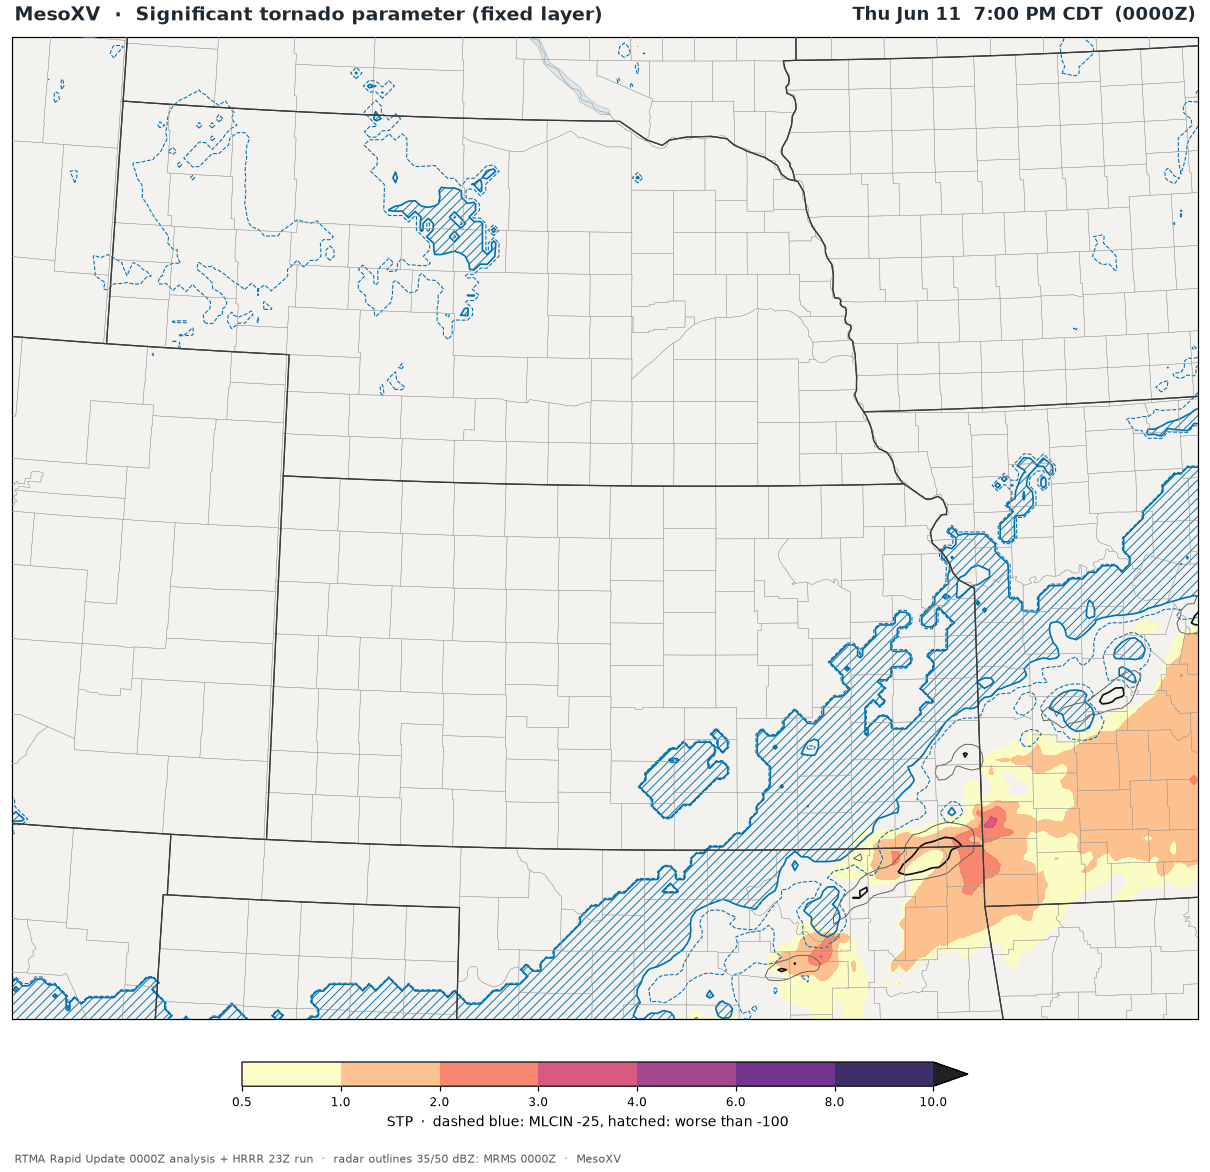 MesoXV · Significant tornado parameter (fixed layer)
Thu Jun 11 7:00 PM CDT (0000Z)
0.5 1.0 2.0 3.0 4.0 6.0 8.0 10.0
STP · dashed blue: MLCIN -25, hatched: worse than -100
RTMA Rapid Update 0000Z analysis + HRRR 23Z run · radar outlines 35/50 dBZ: MRMS 0000Z · MesoXV